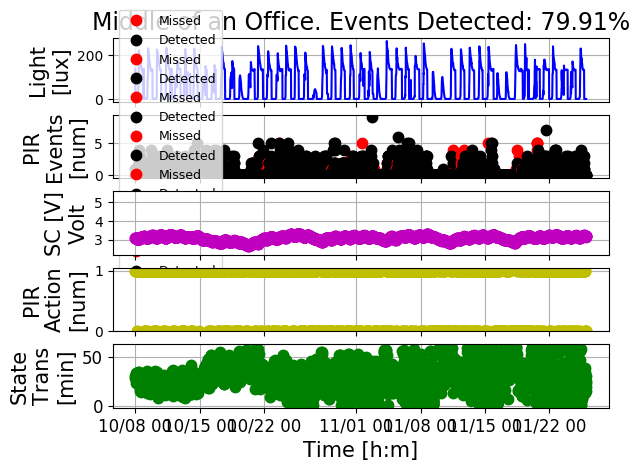 Middle of an Office. Events Detected: 79.91%
Missed
Detected
Missed
Detected
Missed
Detected
Missed
Detected
Missed
Detected
Light
[lux]
200
0
PIR
Events
[num]
5
0
SC [V]
Volt
5
4
3
PIR
Action
[num]
1
0
State
Trans
[min]
50
0
10/08 00
10/15 00
10/22 00
11/01 00
11/08 00
11/15 00
11/22 00
Time [h:m]